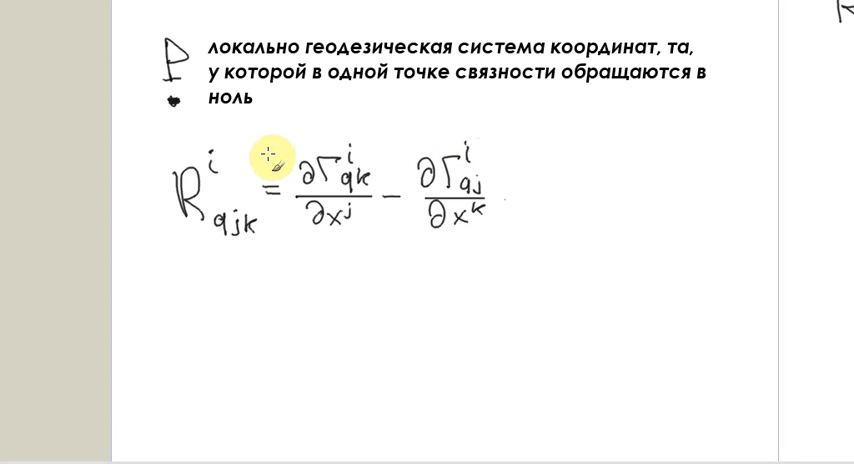 P локально геодезическая система координат, та,
у которой в одной точке связности обращаются в
ноль
R^i_{qjk} = ∂Γ^i_{qk}/∂x^j − ∂Γ^i_{qj}/∂x^k